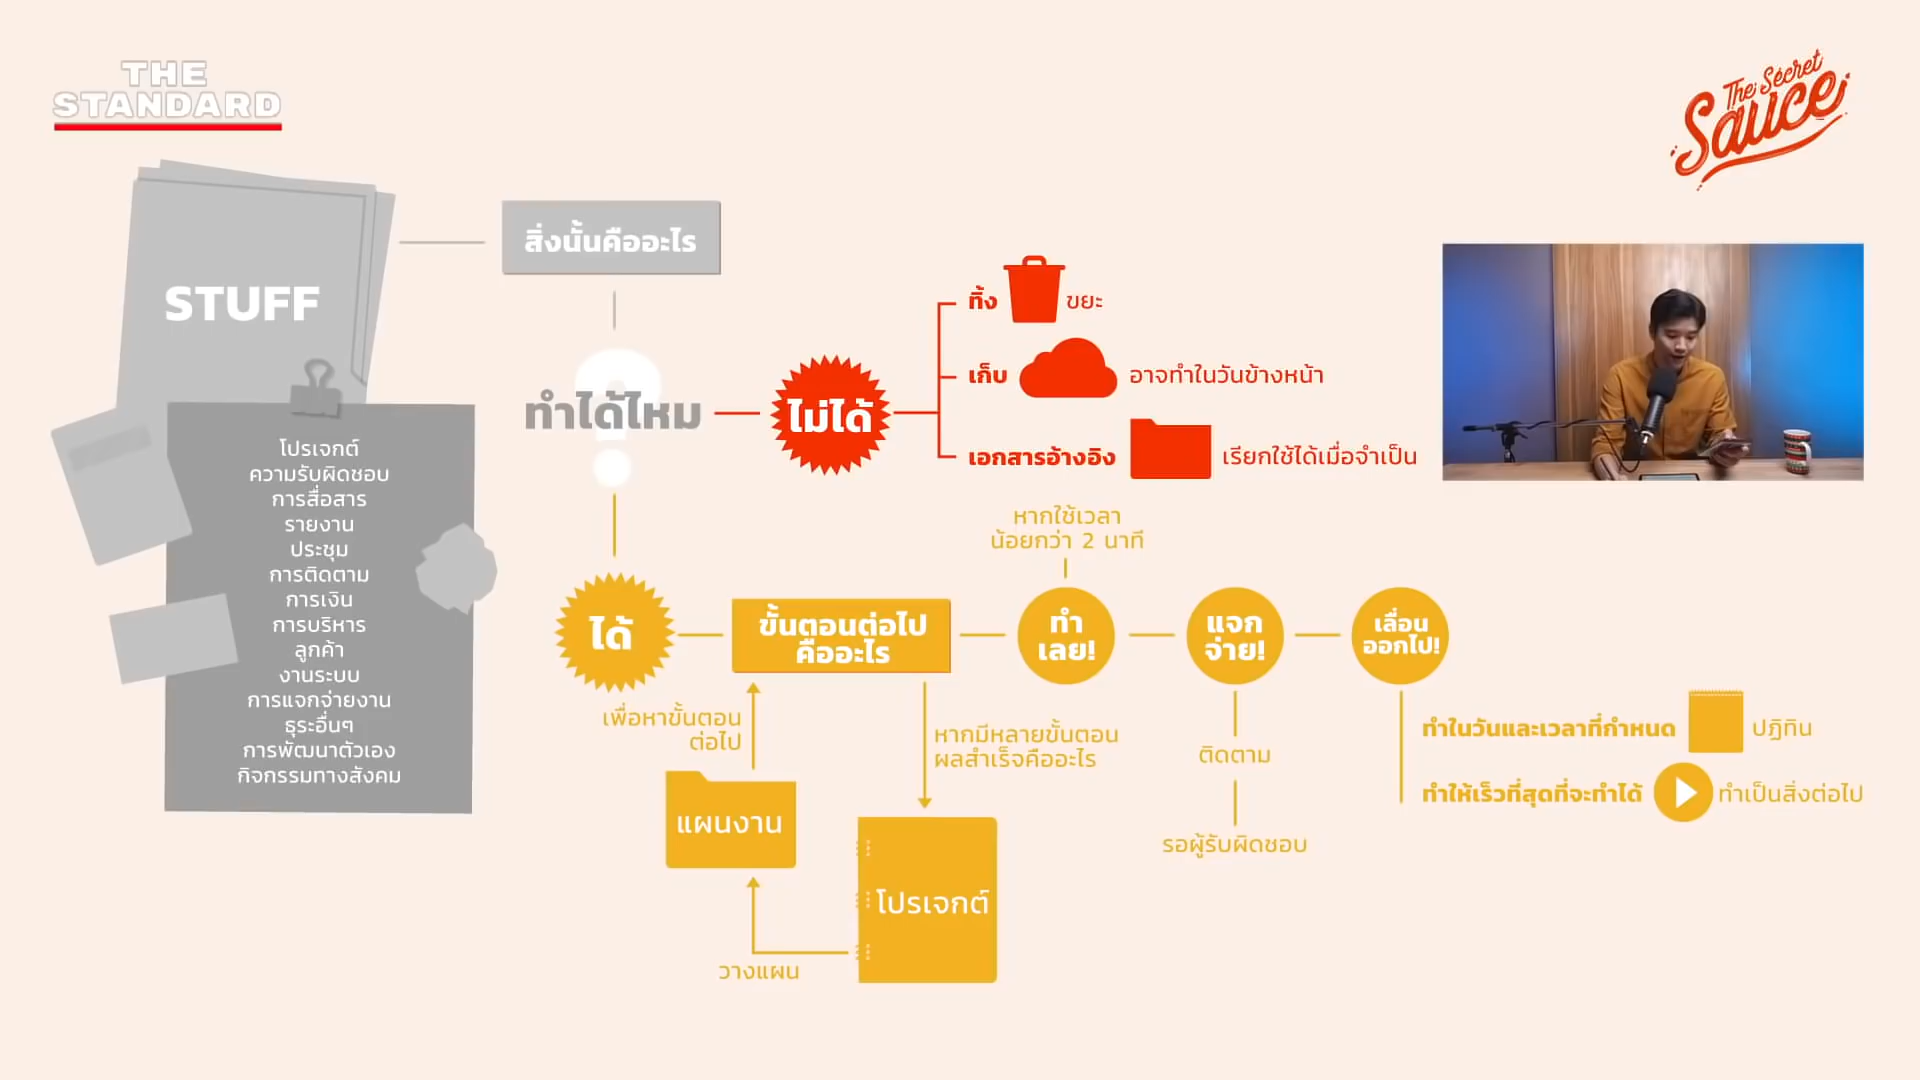 THE
STANDARD
The Secret
Sauce
STUFF
สิ่งนั้นคืออะไร
ทำได้ไหม
?
ไม่ได้
ทิ้ง
ขยะ
เก็บ
อาจทำในวันข้างหน้า
เอกสารอ้างอิง
เรียกใช้ได้เมื่อจำเป็น
โปรเจกต์
ความรับผิดชอบ
การสื่อสาร
รายงาน
ประชุม
การติดตาม
การเงิน
การบริหาร
ลูกค้า
งานระบบ
การแจกจ่ายงาน
ธุระอื่นๆ
การพัฒนาตัวเอง
กิจกรรมทางสังคม
ได้
ขั้นตอนต่อไป
คืออะไร
หากใช้เวลา
น้อยกว่า 2 นาที
ทำ
เลย!
แจก
จ่าย!
เลื่อน
ออกไป!
เพื่อหาขั้นตอน
ต่อไป
หากมีหลายขั้นตอน
ผลสำเร็จคืออะไร
แผนงาน
โปรเจกต์
วางแผน
ติดตาม
รอผู้รับผิดชอบ
ทำในวันและเวลาที่กำหนด
ปฏิทิน
ทำให้เร็วที่สุดที่จะทำได้
ทำเป็นสิ่งต่อไป